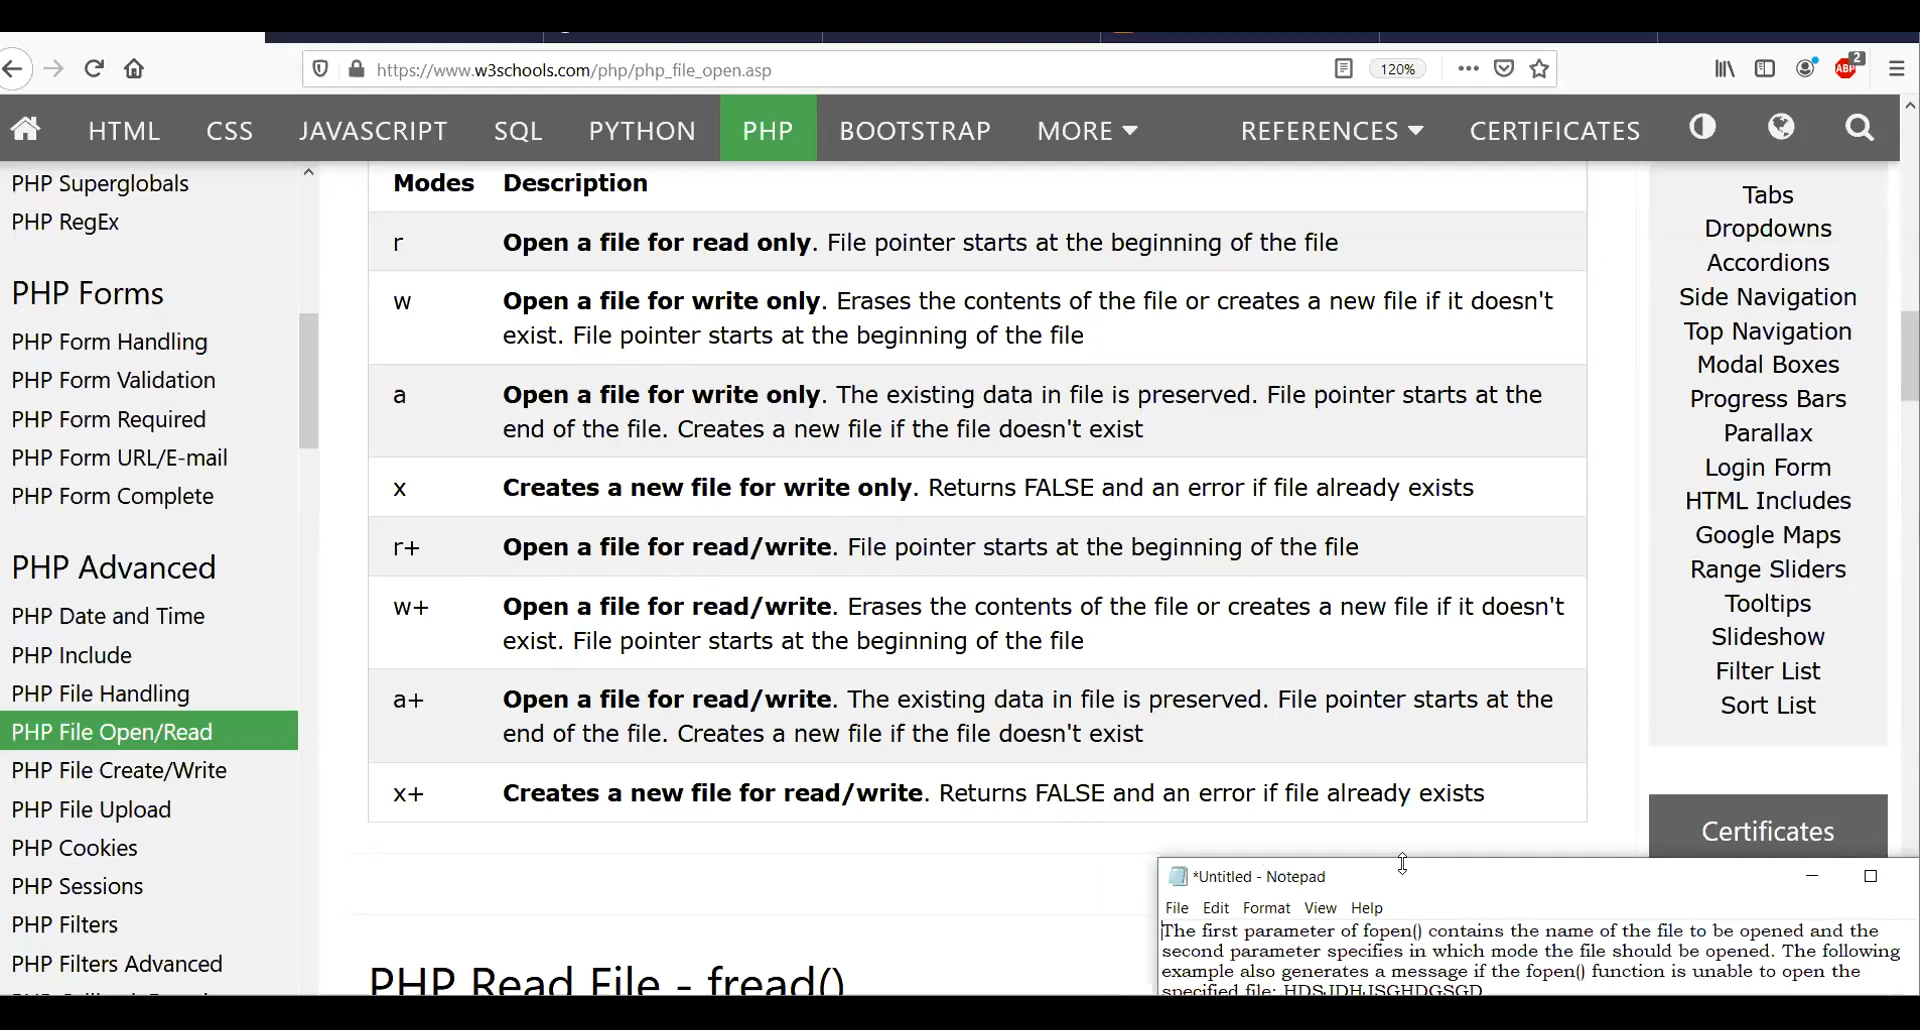 https://www.w3schools.com/php/php_file_open.asp
120%
2
ABP
HTML CSS JAVASCRIPT SQL PYTHON PHP BOOTSTRAP MORE REFERENCES CERTIFICATES
PHP Superglobals
PHP RegEx
PHP Forms
PHP Form Handling
PHP Form Validation
PHP Form Required
PHP Form URL/E-mail
PHP Form Complete
PHP Advanced
PHP Date and Time
PHP Include
PHP File Handling
PHP File Open/Read
PHP File Create/Write
PHP File Upload
PHP Cookies
PHP Sessions
PHP Filters
PHP Filters Advanced
Modes Description
r Open a file for read only. File pointer starts at the beginning of the file
w Open a file for write only. Erases the contents of the file or creates a new file if it doesn't
exist. File pointer starts at the beginning of the file
a Open a file for write only. The existing data in file is preserved. File pointer starts at the
end of the file. Creates a new file if the file doesn't exist
x Creates a new file for write only. Returns FALSE and an error if file already exists
r+ Open a file for read/write. File pointer starts at the beginning of the file
w+ Open a file for read/write. Erases the contents of the file or creates a new file if it doesn't
exist. File pointer starts at the beginning of the file
a+ Open a file for read/write. The existing data in file is preserved. File pointer starts at the
end of the file. Creates a new file if the file doesn't exist
x+ Creates a new file for read/write. Returns FALSE and an error if file already exists
PHP Read File - fread()
Tabs
Dropdowns
Accordions
Side Navigation
Top Navigation
Modal Boxes
Progress Bars
Parallax
Login Form
HTML Includes
Google Maps
Range Sliders
Tooltips
Slideshow
Filter List
Sort List
Certificates
*Untitled - Notepad
File Edit Format View Help
The first parameter of fopen() contains the name of the file to be opened and the
second parameter specifies in which mode the file should be opened. The following
example also generates a message if the fopen() function is unable to open the
specified file: HDSJDHJSGHDGSGD